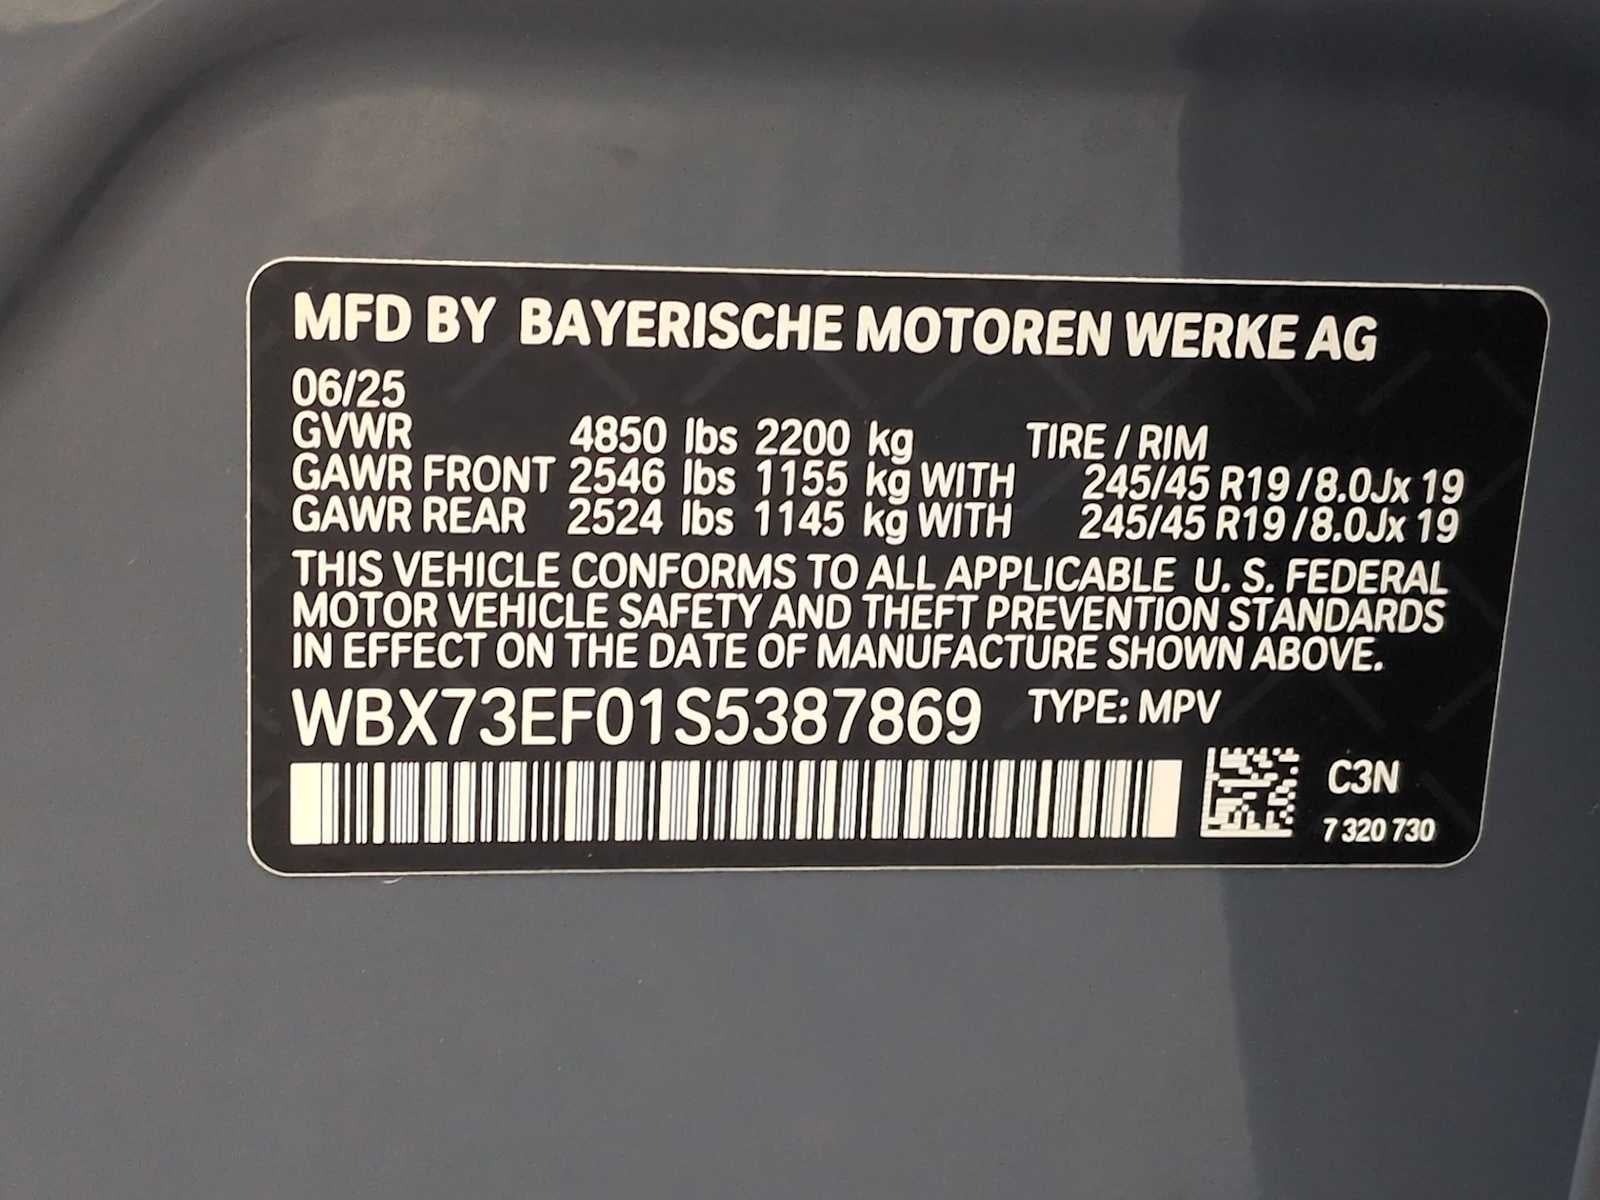 MFD BY BAYERISCHE MOTOREN WERKE AG
06/25
GVWR 4850 lbs 2200 kg TIRE / RIM
GAWR FRONT 2546 lbs 1155 kg WITH 245/45 R19 / 8.0Jx 19
GAWR REAR 2524 lbs 1145 kg WITH 245/45 R19 / 8.0Jx 19
THIS VEHICLE CONFORMS TO ALL APPLICABLE U. S. FEDERAL
MOTOR VEHICLE SAFETY AND THEFT PREVENTION STANDARDS
IN EFFECT ON THE DATE OF MANUFACTURE SHOWN ABOVE.
WBX73EF01S5387869 TYPE: MPV
C3N
7 320 730